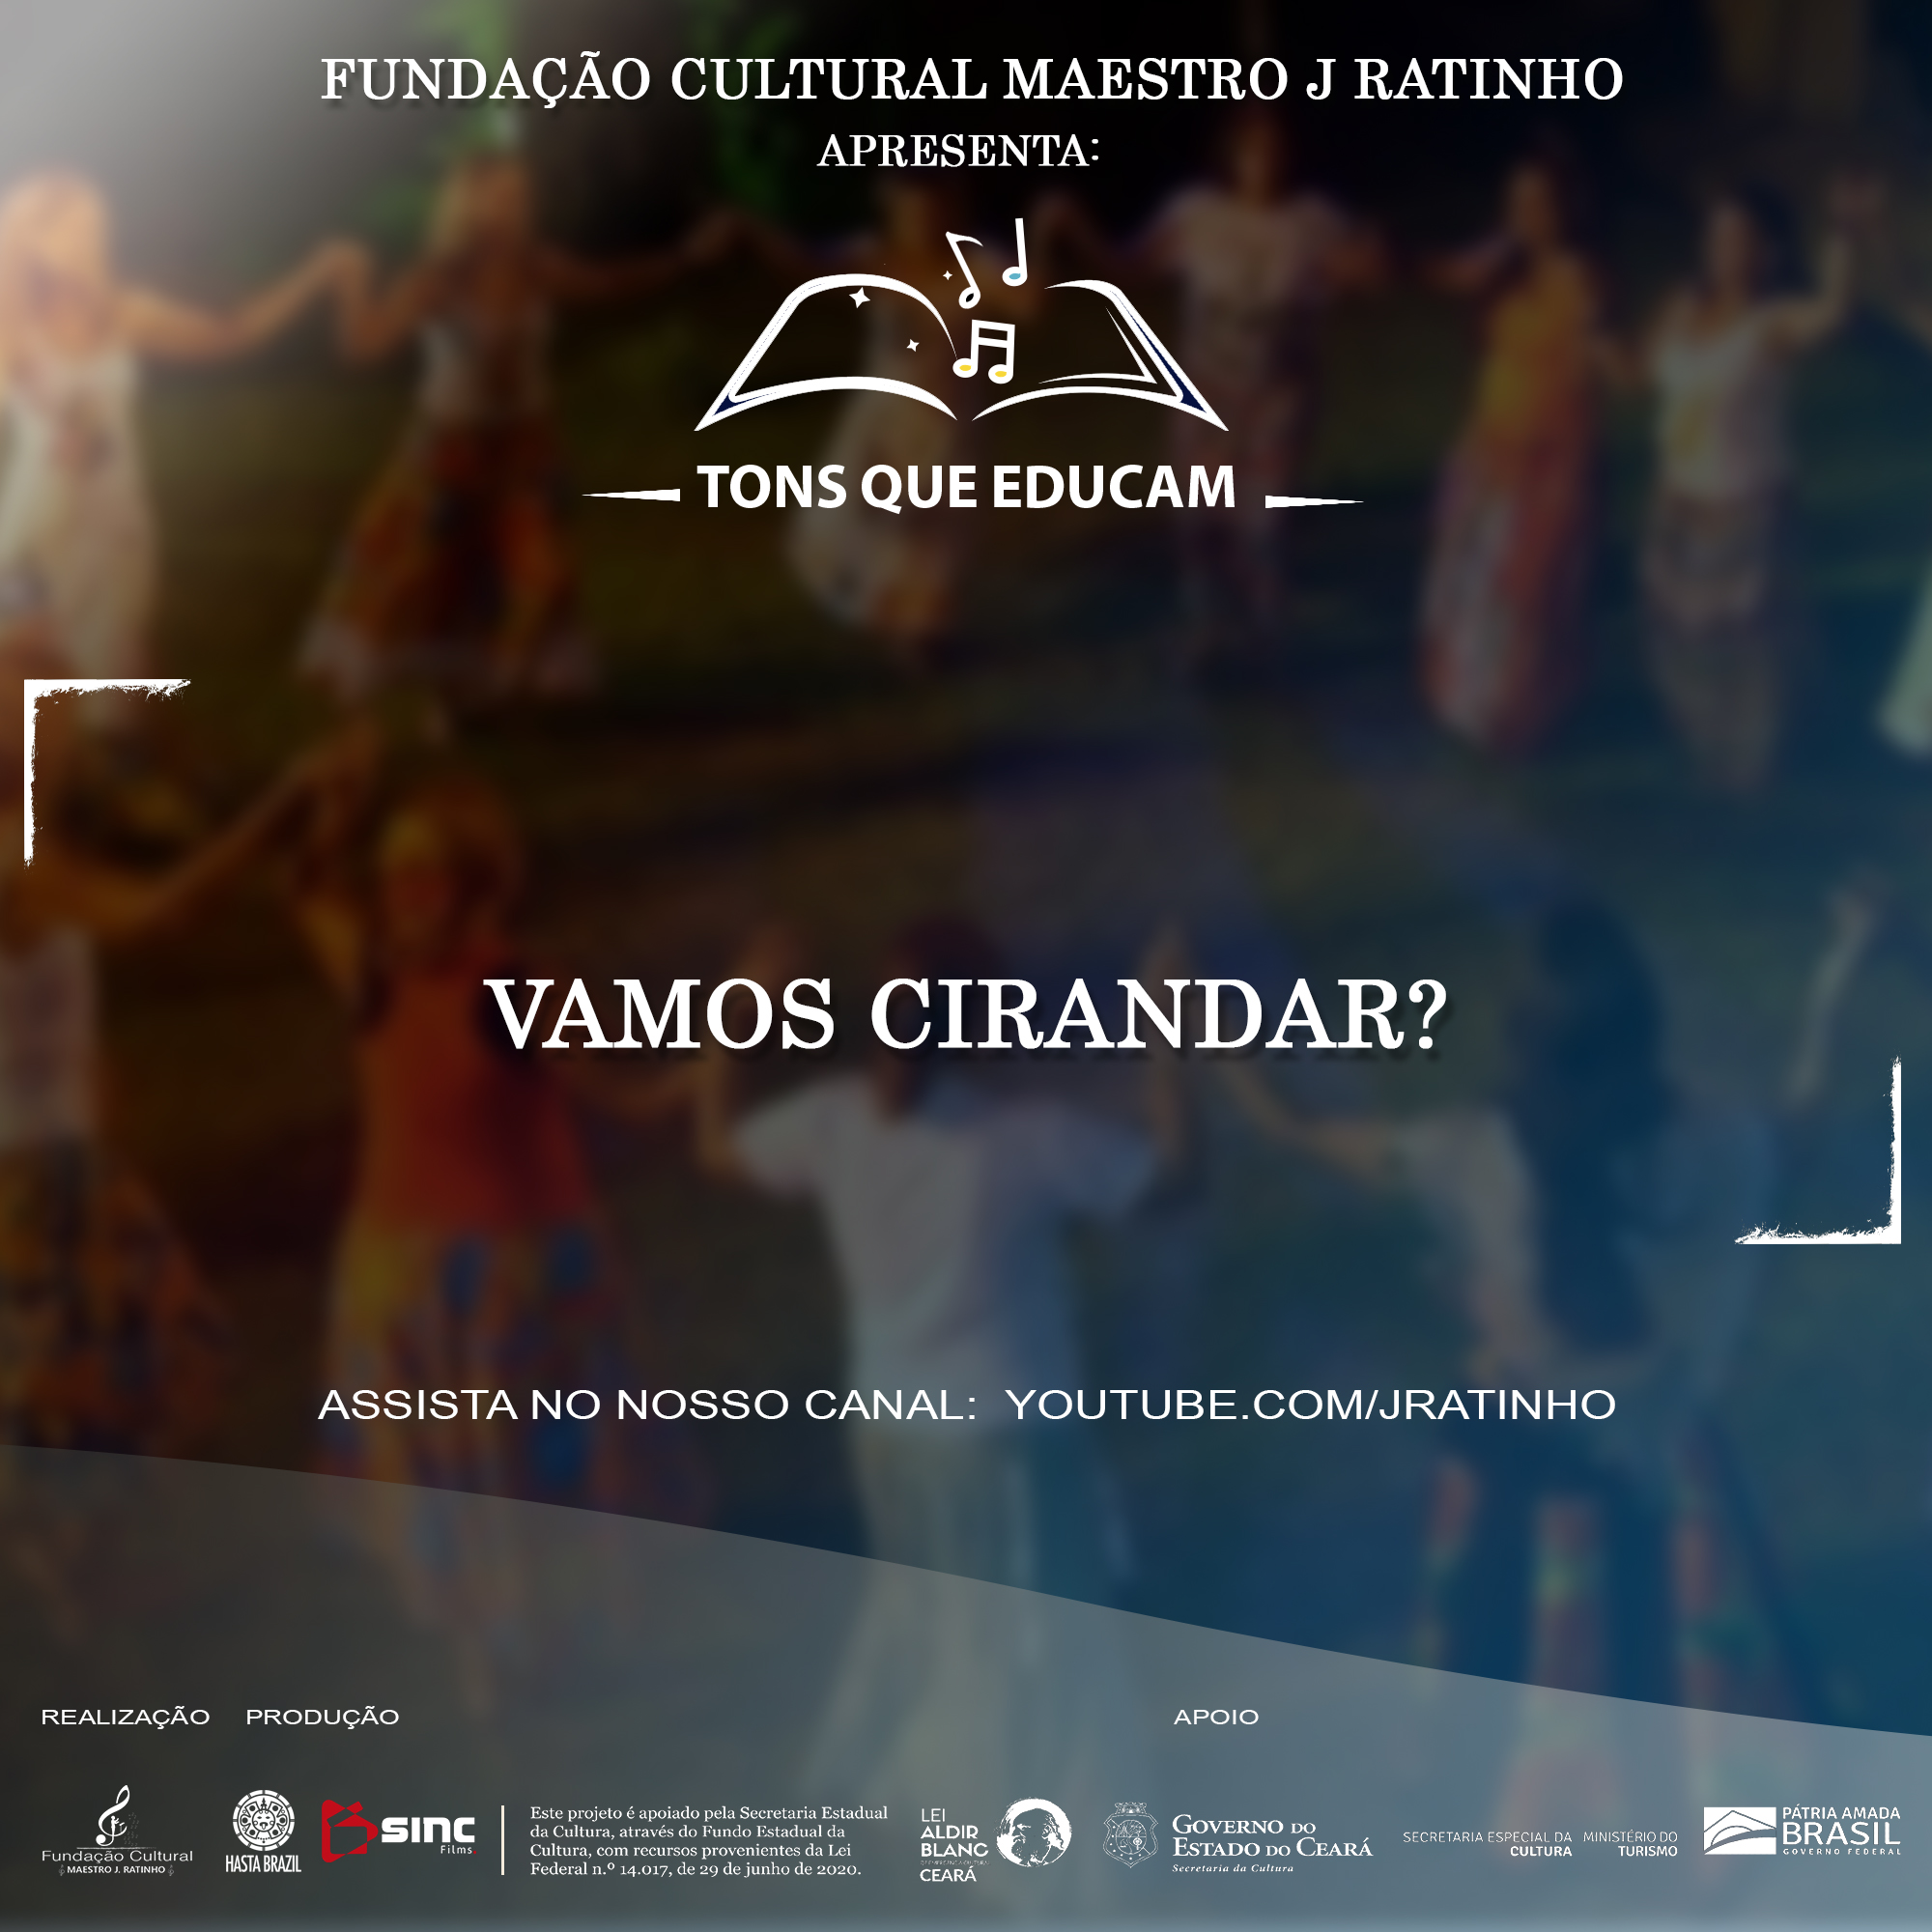 FUNDAÇÃO CULTURAL MAESTRO J RATINHO
APRESENTA:
TONS QUE EDUCAM
VAMOS CIRANDAR?
ASSISTA NO NOSSO CANAL: YOUTUBE.COM/JRATINHO
REALIZAÇÃO PRODUÇÃO APOIO
Fundação Cultural
MAESTRO J. RATINHO
HASTA BRAZIL
SINC
Films
Este projeto é apoiado pela Secretaria Estadual
da Cultura, através do Fundo Estadual da
Cultura, com recursos provenientes da Lei
Federal n.º 14.017, de 29 de junho de 2020.
LEI
ALDIR
BLANC
CEARÁ
GOVERNO DO
ESTADO DO CEARÁ
Secretaria da Cultura
SECRETARIA ESPECIAL DA
CULTURA
MINISTÉRIO DO
TURISMO
PÁTRIA AMADA
BRASIL
GOVERNO FEDERAL